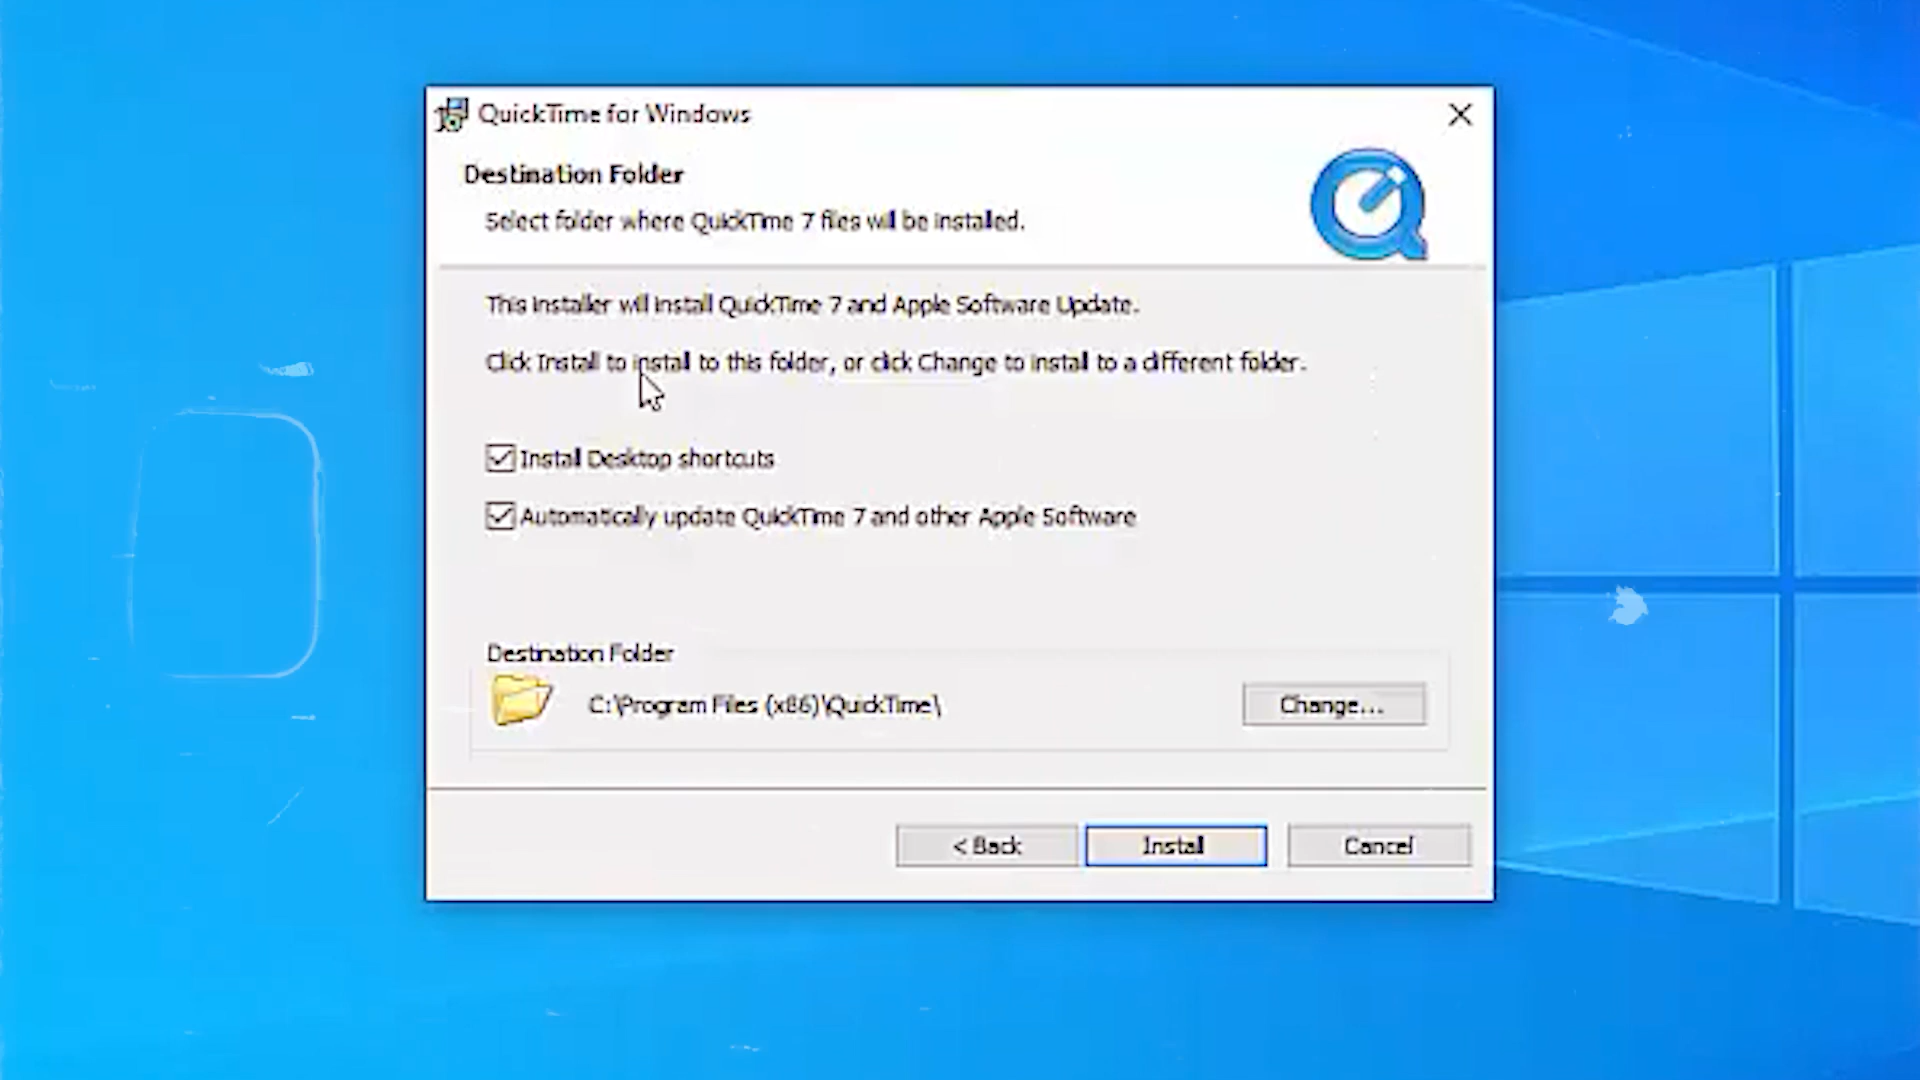 QuickTime for Windows
Destination Folder
Select folder where QuickTime 7 files will be installed.
This installer will install QuickTime 7 and Apple Software Update.
Click Install to install to this folder, or click Change to install to a different folder.
Install Desktop shortcuts
Automatically update QuickTime 7 and other Apple Software
Destination Folder
C:\Program Files (x86)\QuickTime\
Change...
< Back
Install
Cancel